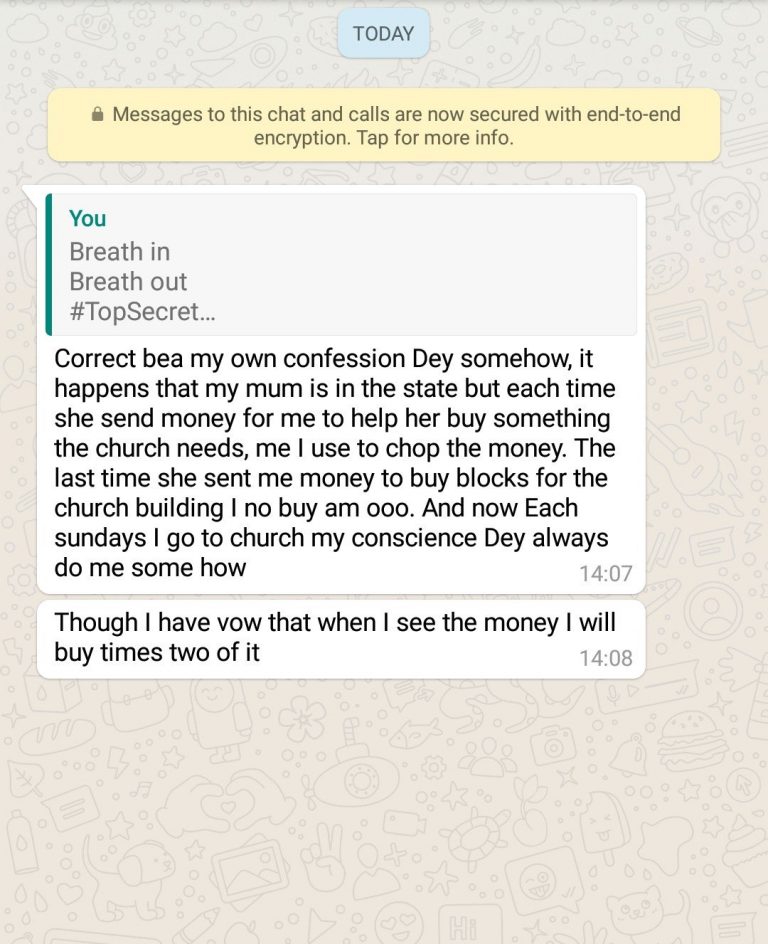 TODAY
Messages to this chat and calls are now secured with end-to-end
encryption. Tap for more info.
You
Breath in
Breath out
#TopSecret...
Correct bea my own confession Dey somehow, it
happens that my mum is in the state but each time
she send money for me to help her buy something
the church needs, me I use to chop the money. The
last time she sent me money to buy blocks for the
church building I no buy am ooo. And now Each
sundays I go to church my conscience Dey always
do me some how
14:07
Though I have vow that when I see the money I will
buy times two of it
14:08
Hi